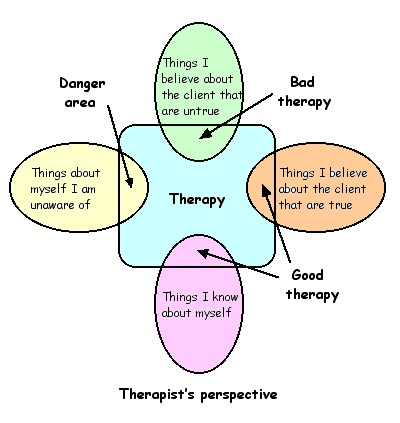 Things I
believe about
the client that
are untrue
Danger
area
Bad
therapy
Things about
myself I am
unaware of
Therapy
Things I believe
about the client
that are true
Good
therapy
Things I know
about myself
Therapist's perspective